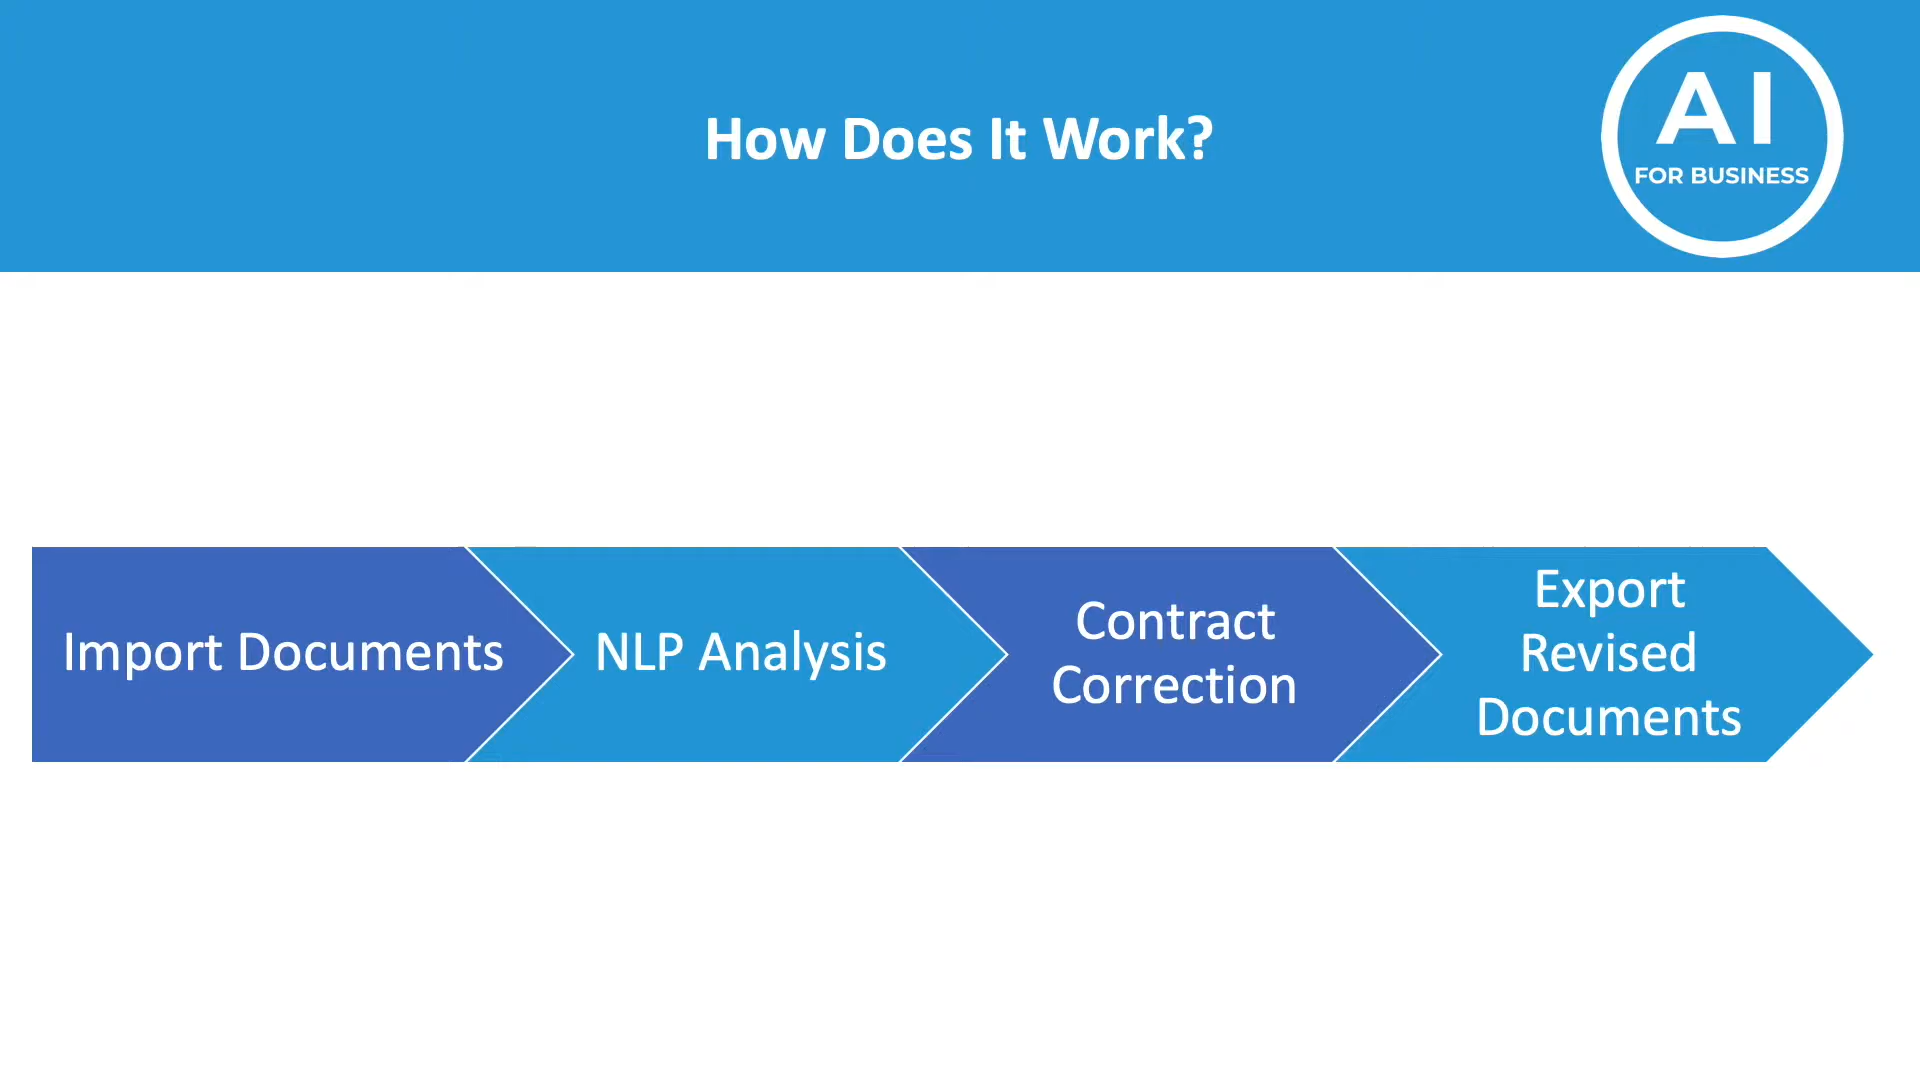 How Does It Work?
AI
FOR BUSINESS
Import Documents
NLP Analysis
Contract
Correction
Export
Revised
Documents